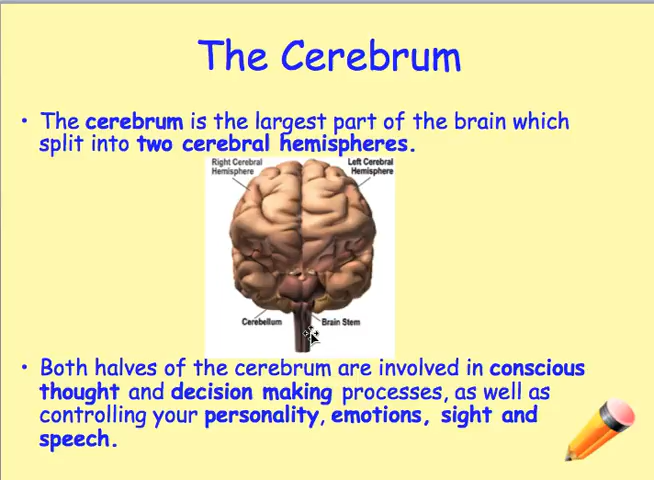 The Cerebrum
• The cerebrum is the largest part of the brain which
split into two cerebral hemispheres.
Right Cerebral Left Cerebral
Hemisphere Hemisphere
Cerebellum Brain Stem
• Both halves of the cerebrum are involved in conscious
thought and decision making processes, as well as
controlling your personality, emotions, sight and
speech.